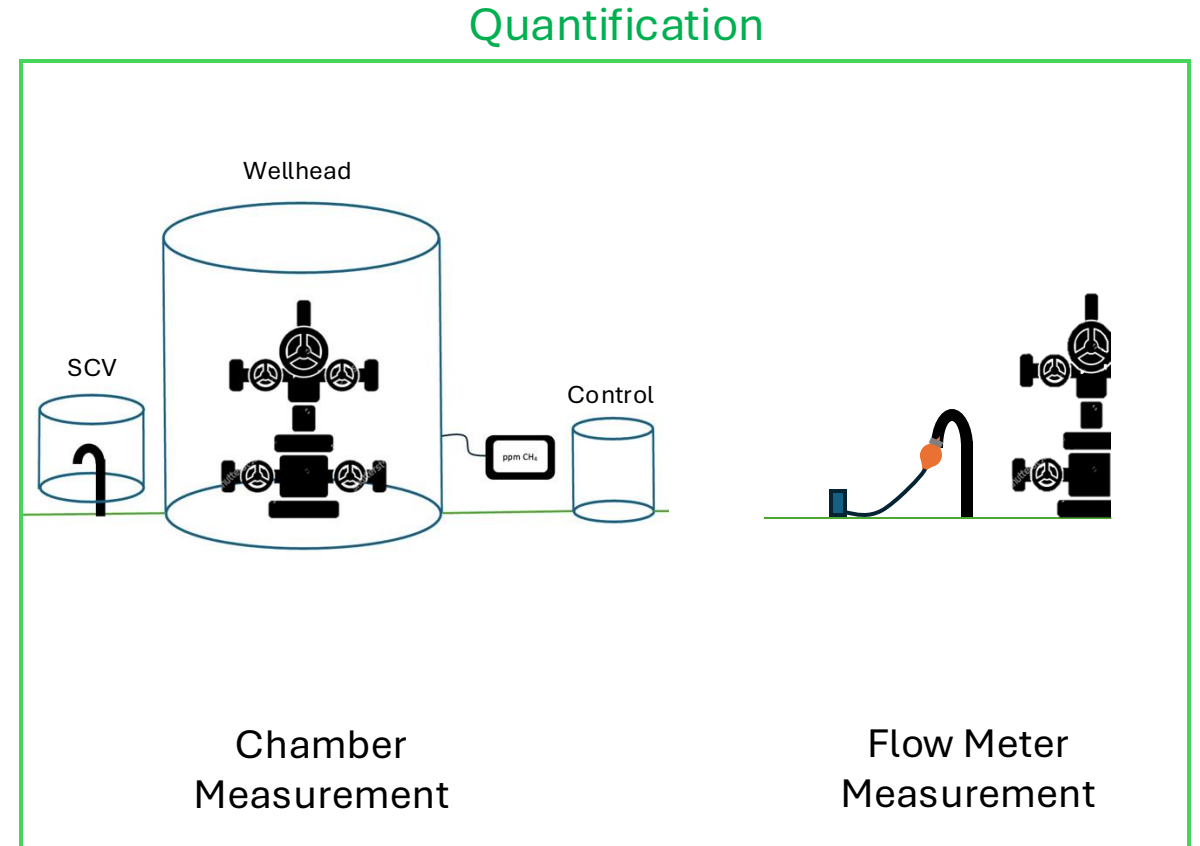 Quantification
Wellhead
SCV
Control
ppm CH₄
Chamber
Measurement
Flow Meter
Measurement